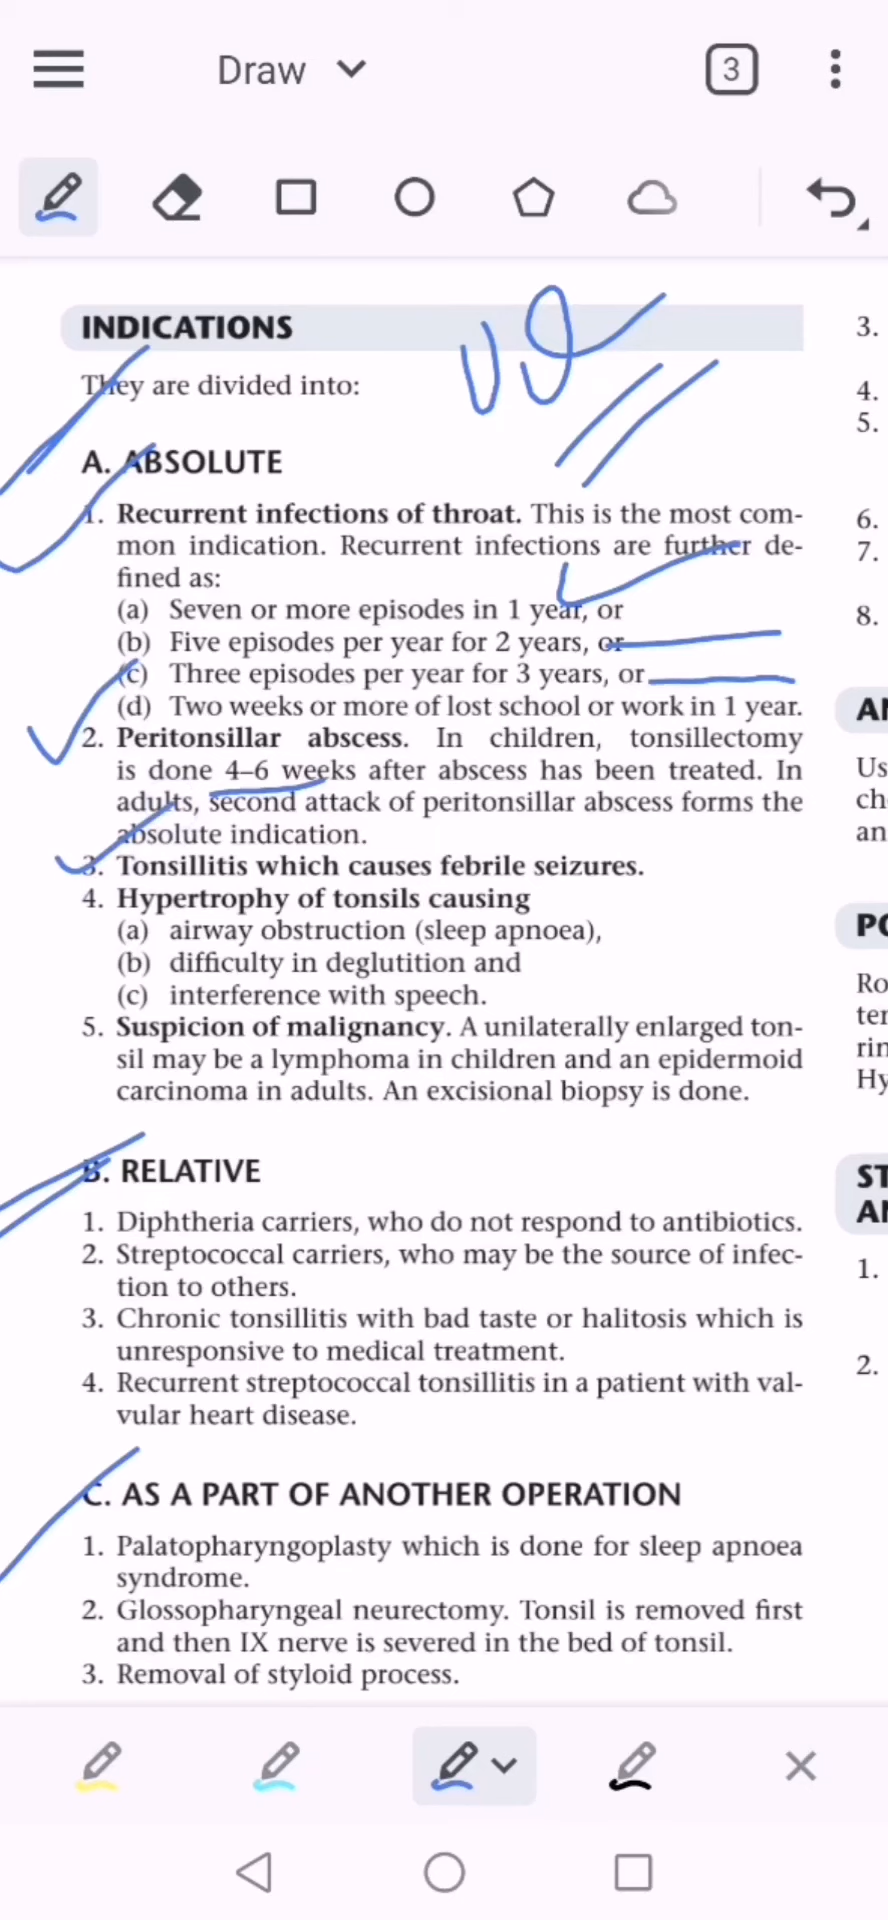 Draw
3
INDICATIONS
They are divided into:
A. ABSOLUTE
1. Recurrent infections of throat. This is the most com-
mon indication. Recurrent infections are further de-
fined as:
(a) Seven or more episodes in 1 year, or
(b) Five episodes per year for 2 years, or
(c) Three episodes per year for 3 years, or
(d) Two weeks or more of lost school or work in 1 year.
2. Peritonsillar abscess. In children, tonsillectomy
is done 4–6 weeks after abscess has been treated. In
adults, second attack of peritonsillar abscess forms the
absolute indication.
3. Tonsillitis which causes febrile seizures.
4. Hypertrophy of tonsils causing
(a) airway obstruction (sleep apnoea),
(b) difficulty in deglutition and
(c) interference with speech.
5. Suspicion of malignancy. A unilaterally enlarged ton-
sil may be a lymphoma in children and an epidermoid
carcinoma in adults. An excisional biopsy is done.
B. RELATIVE
1. Diphtheria carriers, who do not respond to antibiotics.
2. Streptococcal carriers, who may be the source of infec-
tion to others.
3. Chronic tonsillitis with bad taste or halitosis which is
unresponsive to medical treatment.
4. Recurrent streptococcal tonsillitis in a patient with val-
vular heart disease.
C. AS A PART OF ANOTHER OPERATION
1. Palatopharyngoplasty which is done for sleep apnoea
syndrome.
2. Glossopharyngeal neurectomy. Tonsil is removed first
and then IX nerve is severed in the bed of tonsil.
3. Removal of styloid process.
3.
4.
5.
6.
7.
8.
1.
2.